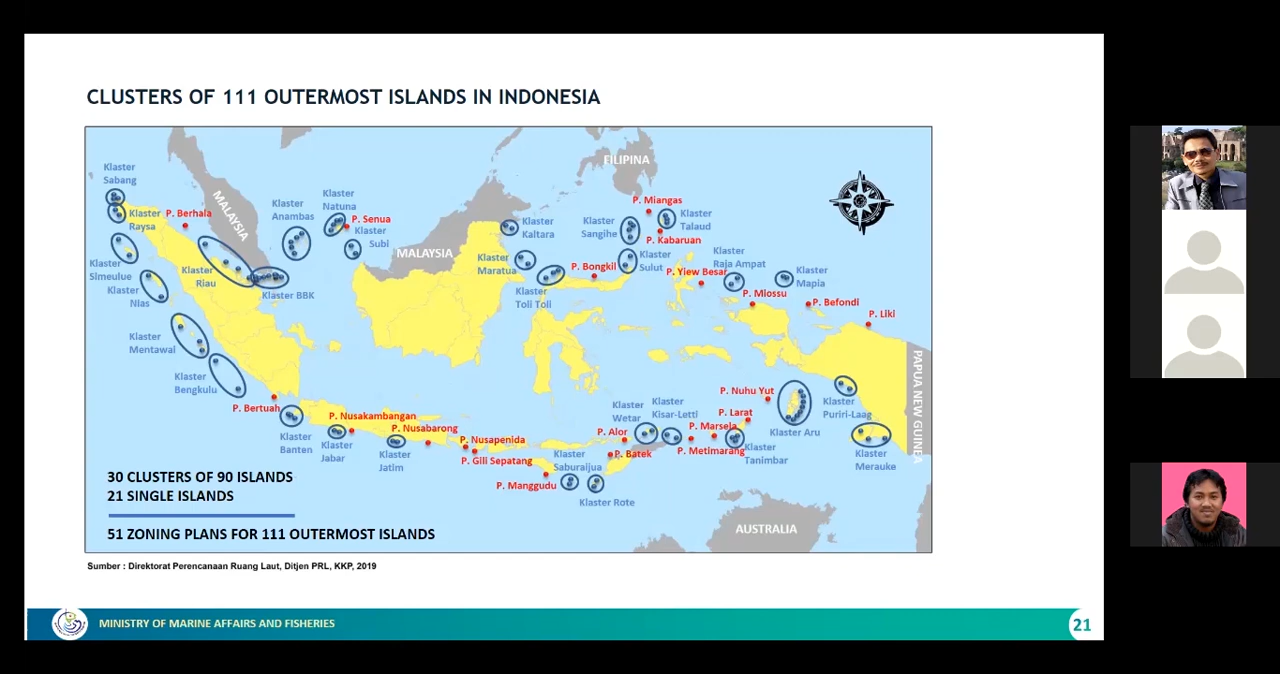 CLUSTERS OF 111 OUTERMOST ISLANDS IN INDONESIA
Klaster
Sabang
Klaster
Raysa
P. Berhala
MALAYSIA
Klaster
Anambas
Klaster
Natuna
P. Senua
Klaster
Subi
MALAYSIA
FILIPINA
P. Miangas
Klaster
Talaud
Klaster
Sangihe
P. Kabaruan
Klaster
Kaltara
Klaster
Maratua
Klaster
Toli Toli
P. Bongkil
Klaster
Sulut
P. Yiew Besar
Klaster
Raja Ampat
Klaster
Mapia
P. Miossu
P. Befondi
P. Liki
Klaster
Simeulue
Klaster
Nias
Klaster
Riau
Klaster BBK
Klaster
Mentawai
Klaster
Bengkulu
P. Bertuah
Klaster
Banten
P. Nusakambangan
Klaster
Jabar
P. Nusabarong
Klaster
Jatim
P. Nusapenida
P. Gili Sepatang
P. Manggudu
Klaster
Saburaijua
Klaster Rote
P. Batek
P. Alor
Klaster
Wetar
Klaster
Kisar-Letti
P. Metimarang
P. Marsela
P. Larat
Klaster
Tanimbar
P. Nuhu Yut
Klaster Aru
Klaster
Puriri-Laag
Klaster
Merauke
PAPUA NEW GUINEA
AUSTRALIA
30 CLUSTERS OF 90 ISLANDS
21 SINGLE ISLANDS
51 ZONING PLANS FOR 111 OUTERMOST ISLANDS
Sumber : Direktorat Perencanaan Ruang Laut, Ditjen PRL, KKP, 2019
MINISTRY OF MARINE AFFAIRS AND FISHERIES
21